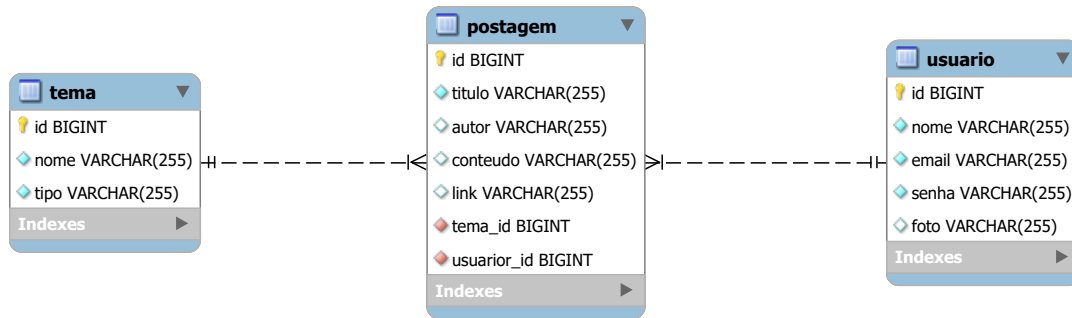 tema
id BIGINT
nome VARCHAR(255)
tipo VARCHAR(255)
Indexes
postagem
id BIGINT
titulo VARCHAR(255)
autor VARCHAR(255)
conteudo VARCHAR(255)
link VARCHAR(255)
tema_id BIGINT
usuarior_id BIGINT
Indexes
usuario
id BIGINT
nome VARCHAR(255)
email VARCHAR(255)
senha VARCHAR(255)
foto VARCHAR(255)
Indexes